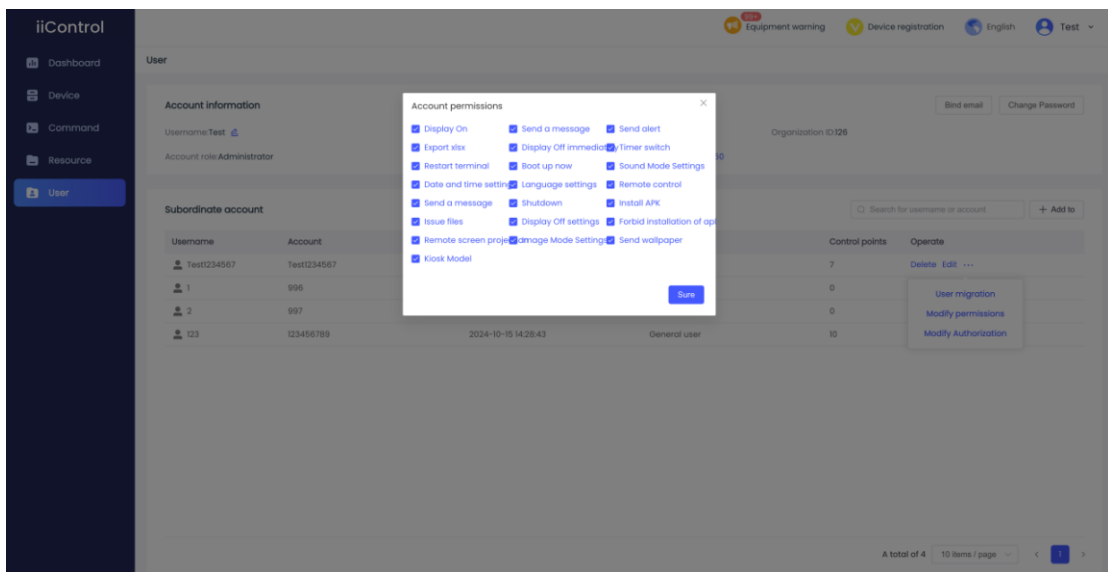 iiControl
99+
Equipment warning
Device registration
English
Test
Dashboard
Device
Command
Resource
User
User
Account information
Bind email
Change Password
Username:Test
Organization ID:126
Account role:Administrator
50
Account permissions
Display On
Send a message
Send alert
Export xlsx
Display Off immediatly
Timer switch
Restart terminal
Boot up now
Sound Mode Settings
Date and time setting
Language settings
Remote control
Send a message
Shutdown
Install APK
Issue files
Display Off settings
Forbid installation of apk
Remote screen proje
Image Mode Settings
Send wallpaper
Kiosk Model
Sure
Subordinate account
Search for username or account
+ Add to
Username Account Control points Operate
Test1234567 Test1234567 7 Delete Edit ...
1 996 0
2 997 0
123 123456789 2024-10-15 14:28:43 General user 10
User migration
Modify permissions
Modify Authorization
A total of 4
10 items / page
< 1 >